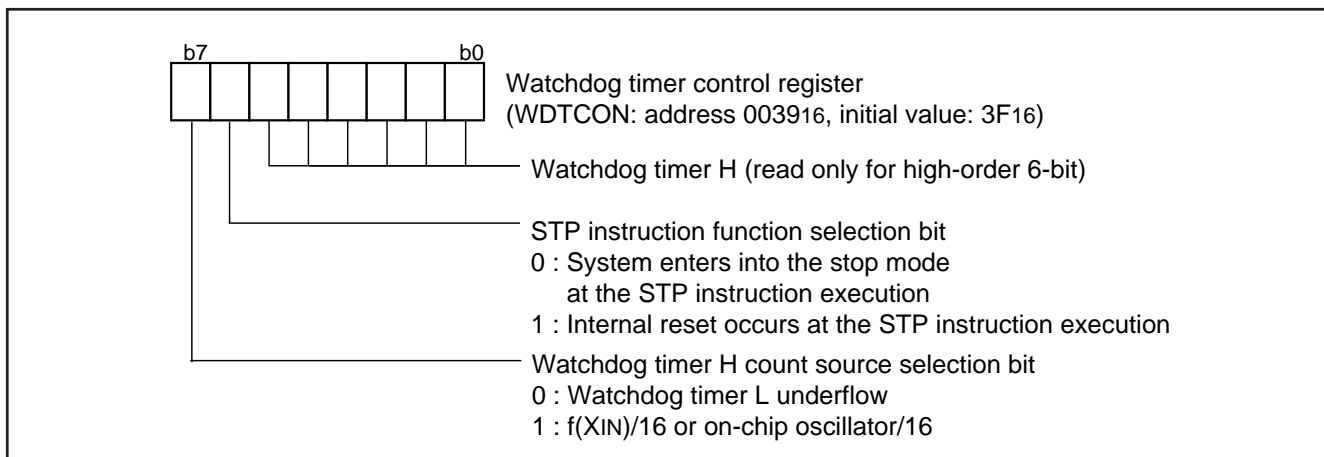 b7 b0
Watchdog timer control register
(WDTCON: address 003916, initial value: 3F16)
Watchdog timer H (read only for high-order 6-bit)
STP instruction function selection bit
0 : System enters into the stop mode
at the STP instruction execution
1 : Internal reset occurs at the STP instruction execution
Watchdog timer H count source selection bit
0 : Watchdog timer L underflow
1 : f(XIN)/16 or on-chip oscillator/16